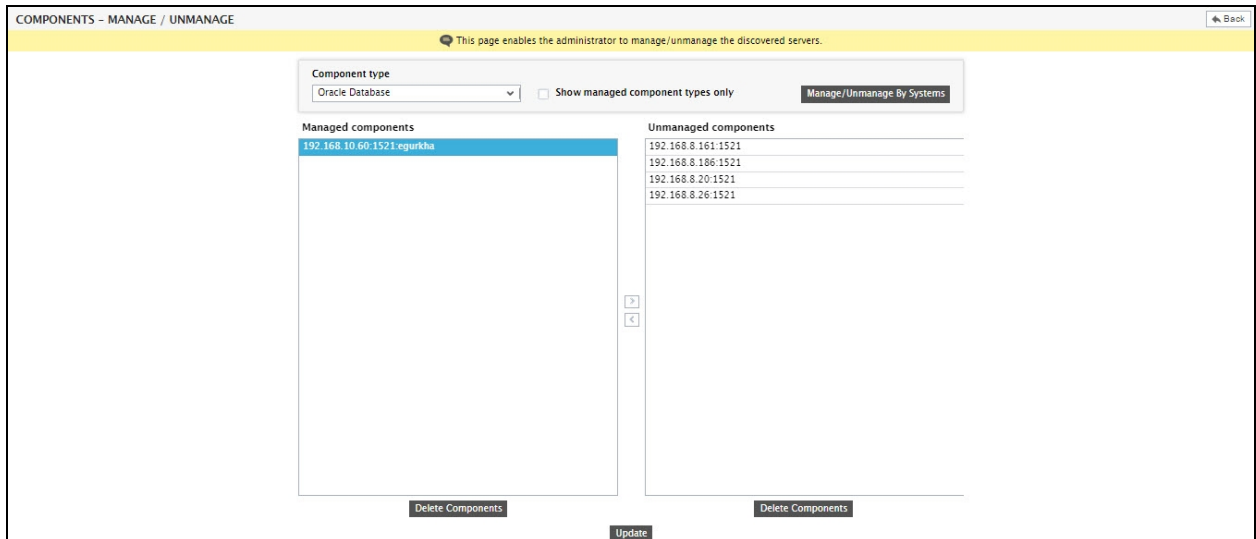 COMPONENTS - MANAGE / UNMANAGE
Back
This page enables the administrator to manage/unmanage the discovered servers.
Component type
Oracle Database
Show managed component types only
Manage/Unmanage By Systems
Managed components
Unmanaged components
192.168.10.60:1521:egurkha
192.168.8.161:1521
192.168.8.186:1521
192.168.8.20:1521
192.168.8.26:1521
>
<
Delete Components
Delete Components
Update